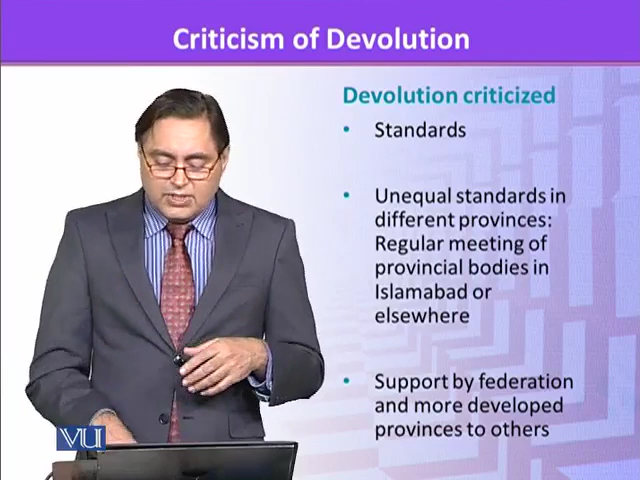 Criticism of Devolution
Devolution criticized
• Standards
• Unequal standards in
different provinces:
Regular meeting of
provincial bodies in
Islamabad or
elsewhere
• Support by federation
and more developed
provinces to others
VU